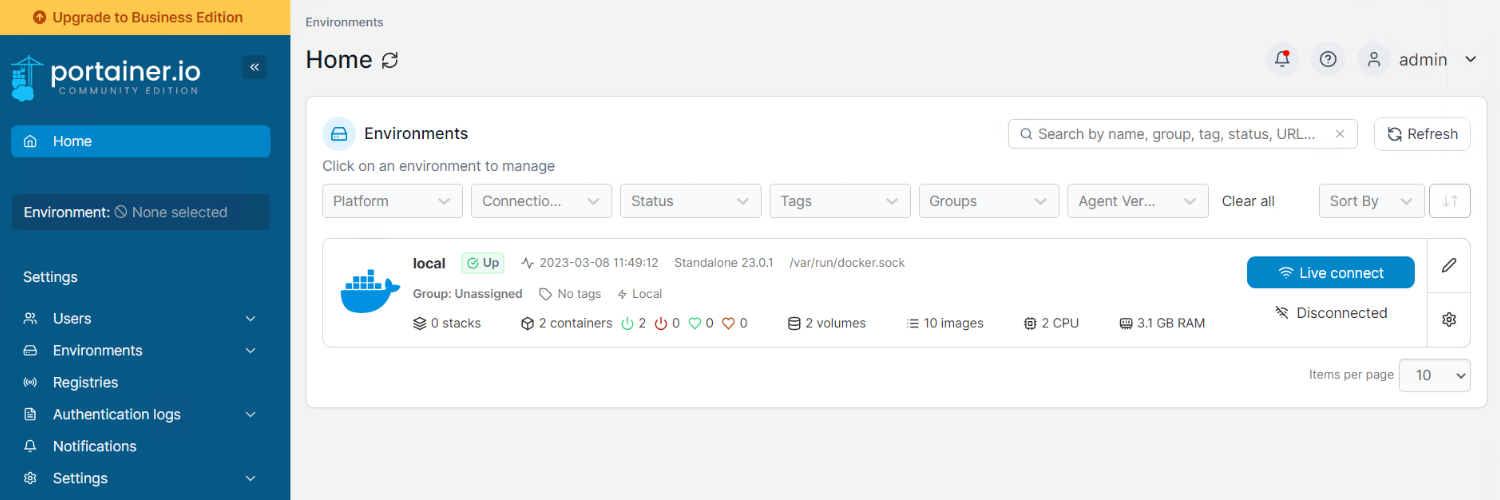 Upgrade to Business Edition
portainer.io
COMMUNITY EDITION
Home
Environment: None selected
Settings
Users
Environments
Registries
Authentication logs
Notifications
Settings
Environments
Home
admin
Environments
Search by name, group, tag, status, URL...
Refresh
Click on an environment to manage
Platform
Connectio...
Status
Tags
Groups
Agent Ver...
Clear all
Sort By
local Up 2023-03-08 11:49:12 Standalone 23.0.1 /var/run/docker.sock
Group: Unassigned No tags Local
0 stacks 2 containers 2 0 0 0 2 volumes 10 images 2 CPU 3.1 GB RAM
Live connect
Disconnected
Items per page 10